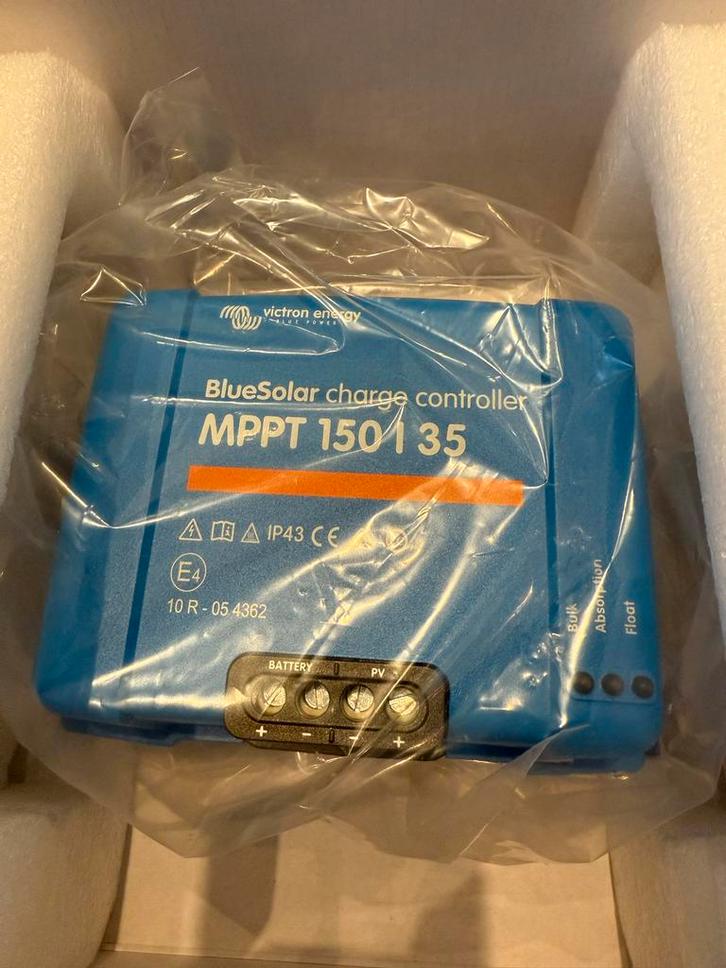 victron energy
BLUE POWER
BlueSolar charge controller
MPPT 150 | 35
IP43 CE
E4
10 R - 05 4362
Bulk
Absorption
Float
BATTERY PV
+ - - +